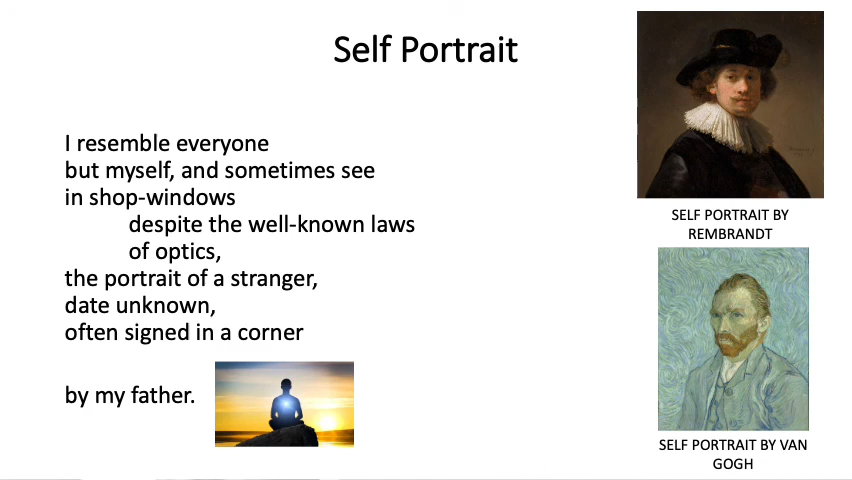 Self Portrait
I resemble everyone
but myself, and sometimes see
in shop-windows
despite the well-known laws
of optics,
the portrait of a stranger,
date unknown,
often signed in a corner
by my father.
SELF PORTRAIT BY
REMBRANDT
SELF PORTRAIT BY VAN
GOGH